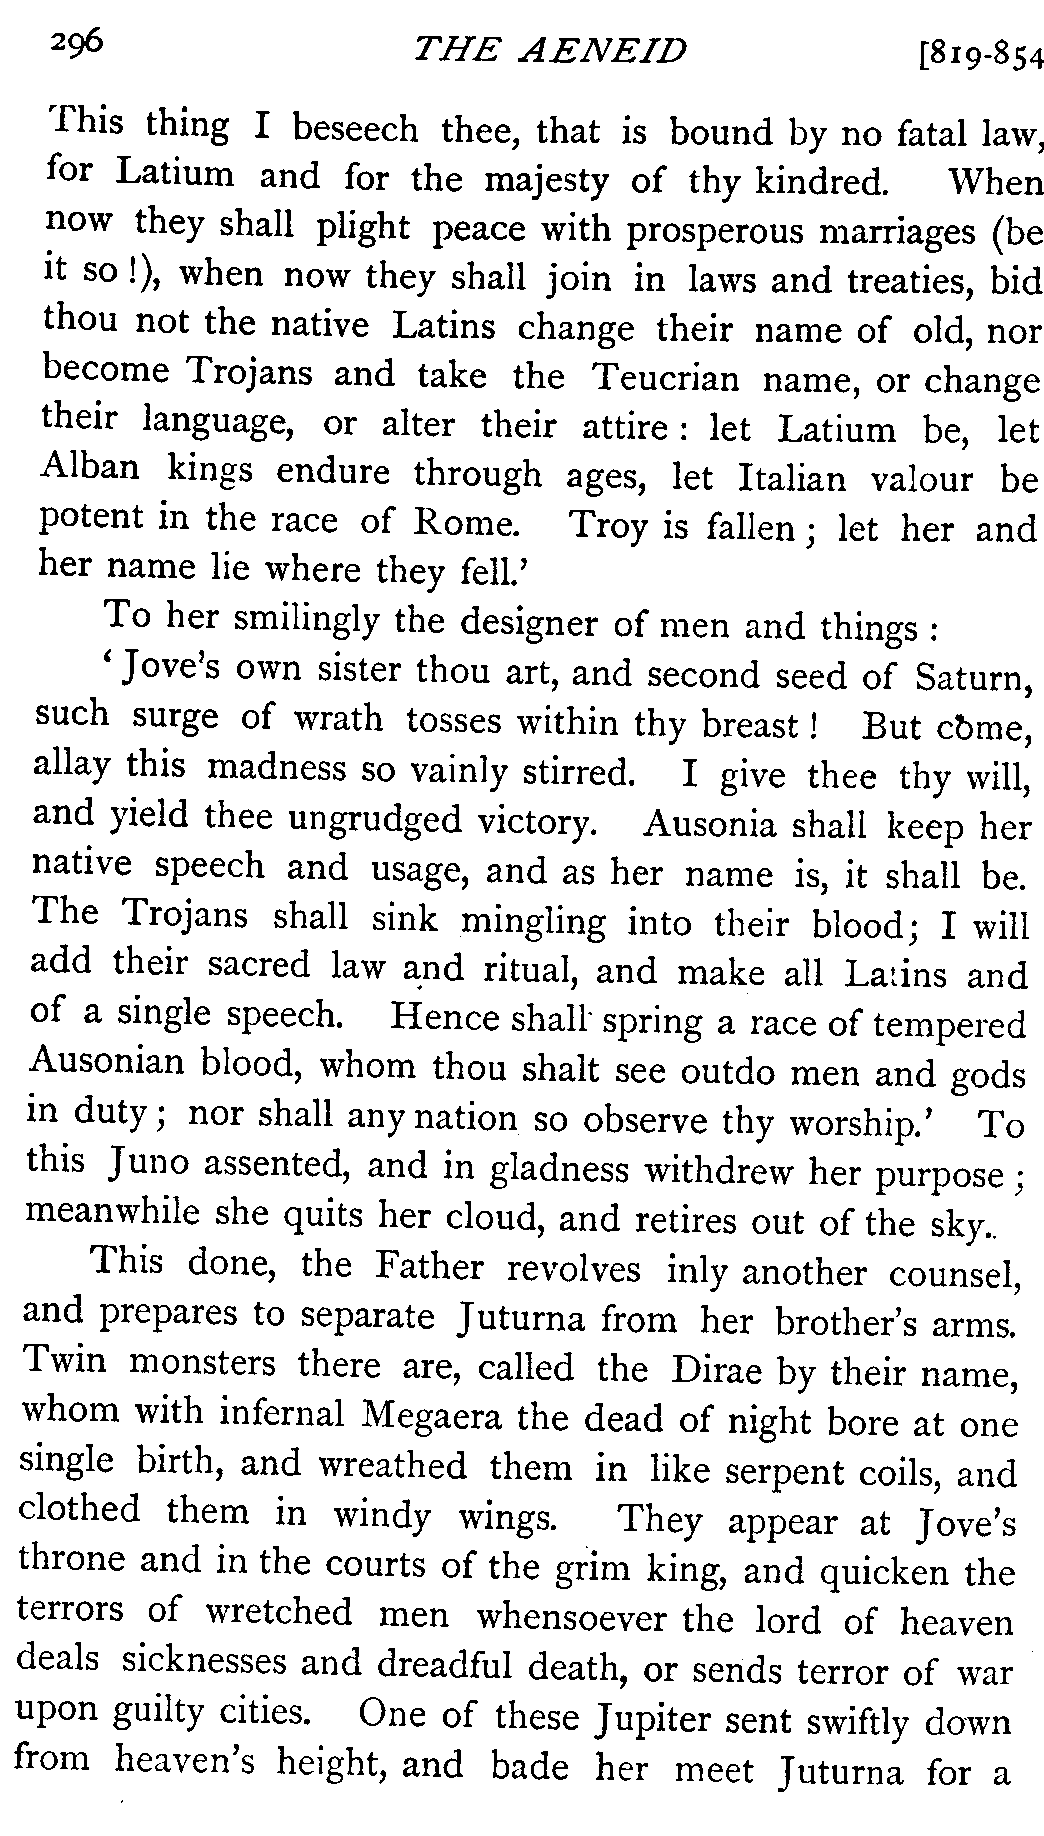 296 THE AENEID [819-854
This thing I beseech thee, that is bound by no fatal law,
for Latium and for the majesty of thy kindred. When
now they shall plight peace with prosperous marriages (be
it so !), when now they shall join in laws and treaties, bid
thou not the native Latins change their name of old, nor
become Trojans and take the Teucrian name, or change
their language, or alter their attire : let Latium be, let
Alban kings endure through ages, let Italian valour be
potent in the race of Rome. Troy is fallen ; let her and
her name lie where they fell.’
To her smilingly the designer of men and things :
‘ Jove’s own sister thou art, and second seed of Saturn,
such surge of wrath tosses within thy breast ! But come,
allay this madness so vainly stirred. I give thee thy will,
and yield thee ungrudged victory. Ausonia shall keep her
native speech and usage, and as her name is, it shall be.
The Trojans shall sink mingling into their blood; I will
add their sacred law and ritual, and make all Latins and
of a single speech. Hence shall spring a race of tempered
Ausonian blood, whom thou shalt see outdo men and gods
in duty ; nor shall any nation so observe thy worship.’ To
this Juno assented, and in gladness withdrew her purpose ;
meanwhile she quits her cloud, and retires out of the sky.
This done, the Father revolves inly another counsel,
and prepares to separate Juturna from her brother’s arms.
Twin monsters there are, called the Dirae by their name,
whom with infernal Megaera the dead of night bore at one
single birth, and wreathed them in like serpent coils, and
clothed them in windy wings. They appear at Jove’s
throne and in the courts of the grim king, and quicken the
terrors of wretched men whensoever the lord of heaven
deals sicknesses and dreadful death, or sends terror of war
upon guilty cities. One of these Jupiter sent swiftly down
from heaven’s height, and bade her meet Juturna for a